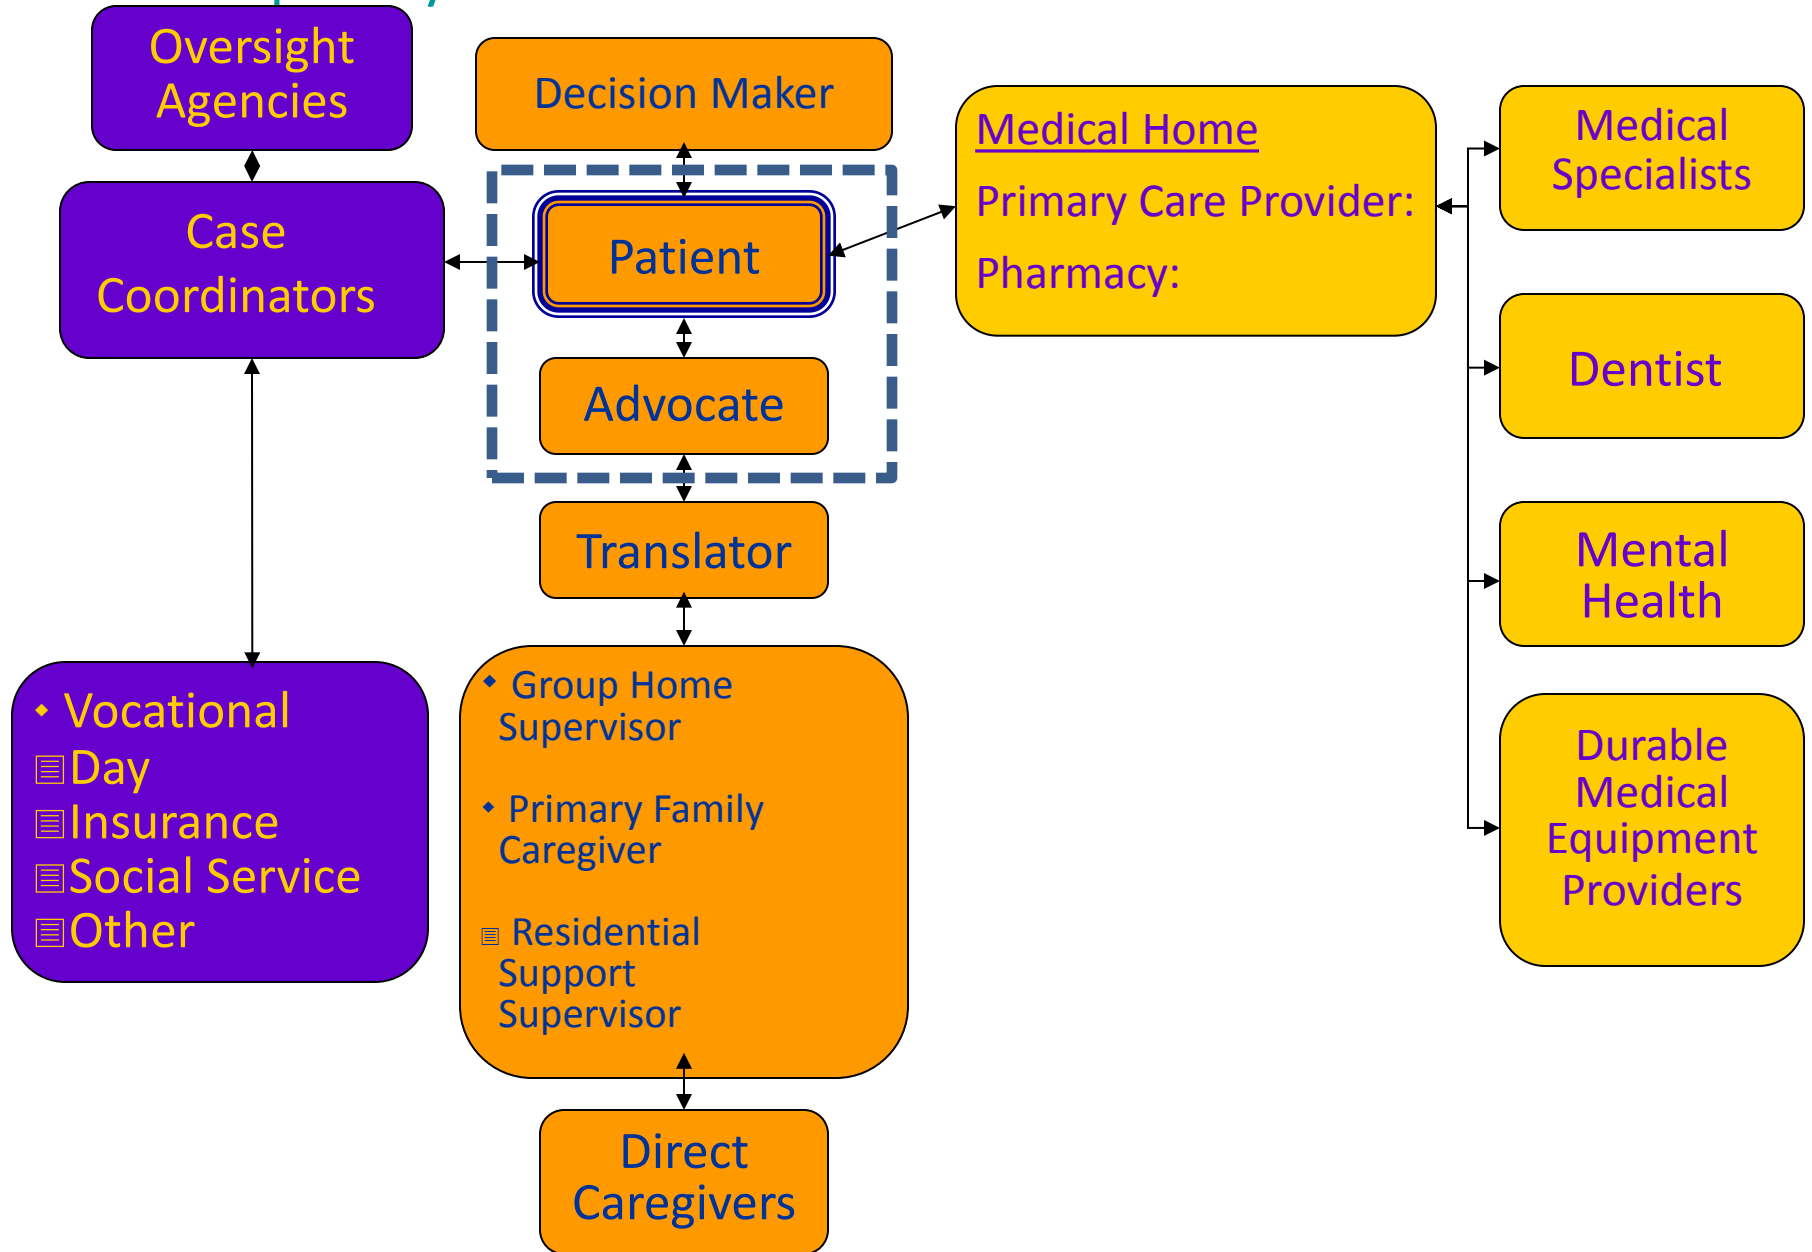 Oversight
Agencies
Case
Coordinators
Vocational
Day
Insurance
Social Service
Other
Decision Maker
Patient
Advocate
Translator
Group Home
Supervisor
Primary Family
Caregiver
Residential
Support
Supervisor
Direct
Caregivers
Medical Home
Primary Care Provider:
Pharmacy:
Medical
Specialists
Dentist
Mental
Health
Durable
Medical
Equipment
Providers